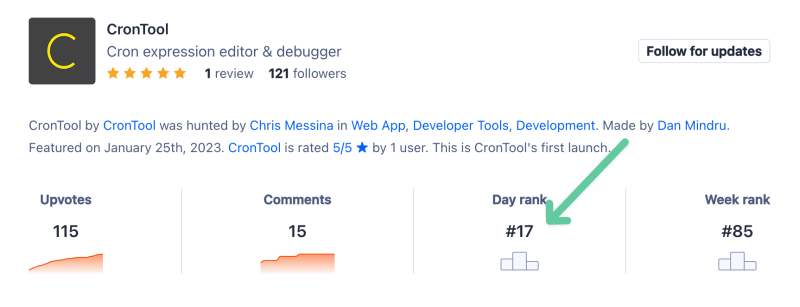 CronTool
Cron expression editor & debugger
1 review 121 followers
Follow for updates
CronTool by CronTool was hunted by Chris Messina in Web App, Developer Tools, Development. Made by Dan Mindru.
Featured on January 25th, 2023. CronTool is rated 5/5 ★ by 1 user. This is CronTool's first launch.
Upvotes Comments Day rank Week rank
115 15 #17 #85